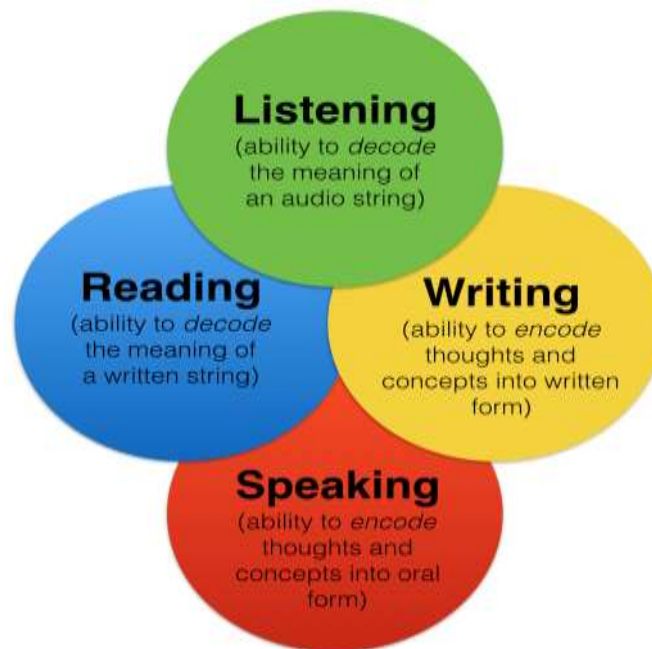 Listening
(ability to decode
the meaning of
an audio string)
Reading
(ability to decode
the meaning of
a written string)
Writing
(ability to encode
thoughts and
concepts into written
form)
Speaking
(ability to encode
thoughts and
concepts into oral
form)